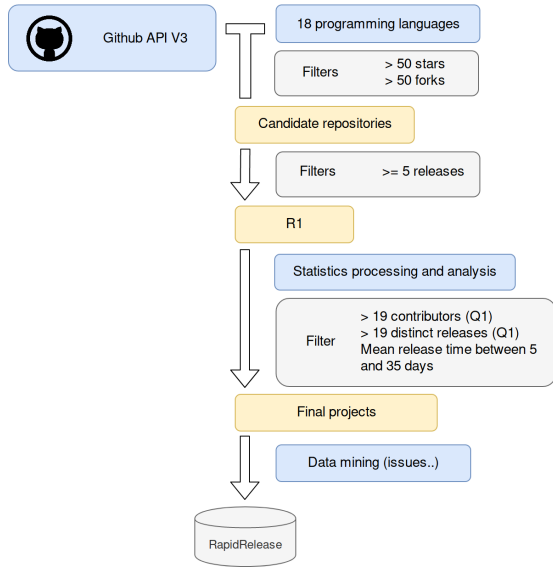 Github API V3
18 programming languages
Filters
> 50 stars
> 50 forks
Candidate repositories
Filters
>= 5 releases
R1
Statistics processing and analysis
Filter
> 19 contributors (Q1)
> 19 distinct releases (Q1)
Mean release time between 5
and 35 days
Final projects
Data mining (issues..)
RapidRelease